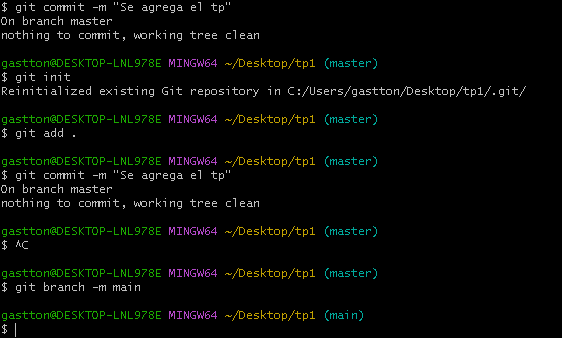 $ git commit -m "Se agrega el tp"
On branch master
nothing to commit, working tree clean
gastton@DESKTOP-LNL978E MINGW64 ~/Desktop/tp1 (master)
$ git init
Reinitialized existing Git repository in C:/Users/gastton/Desktop/tp1/.git/
gastton@DESKTOP-LNL978E MINGW64 ~/Desktop/tp1 (master)
$ git add .
gastton@DESKTOP-LNL978E MINGW64 ~/Desktop/tp1 (master)
$ git commit -m "Se agrega el tp"
On branch master
nothing to commit, working tree clean
gastton@DESKTOP-LNL978E MINGW64 ~/Desktop/tp1 (master)
$ ^C
gastton@DESKTOP-LNL978E MINGW64 ~/Desktop/tp1 (master)
$ git branch -m main
gastton@DESKTOP-LNL978E MINGW64 ~/Desktop/tp1 (main)
$